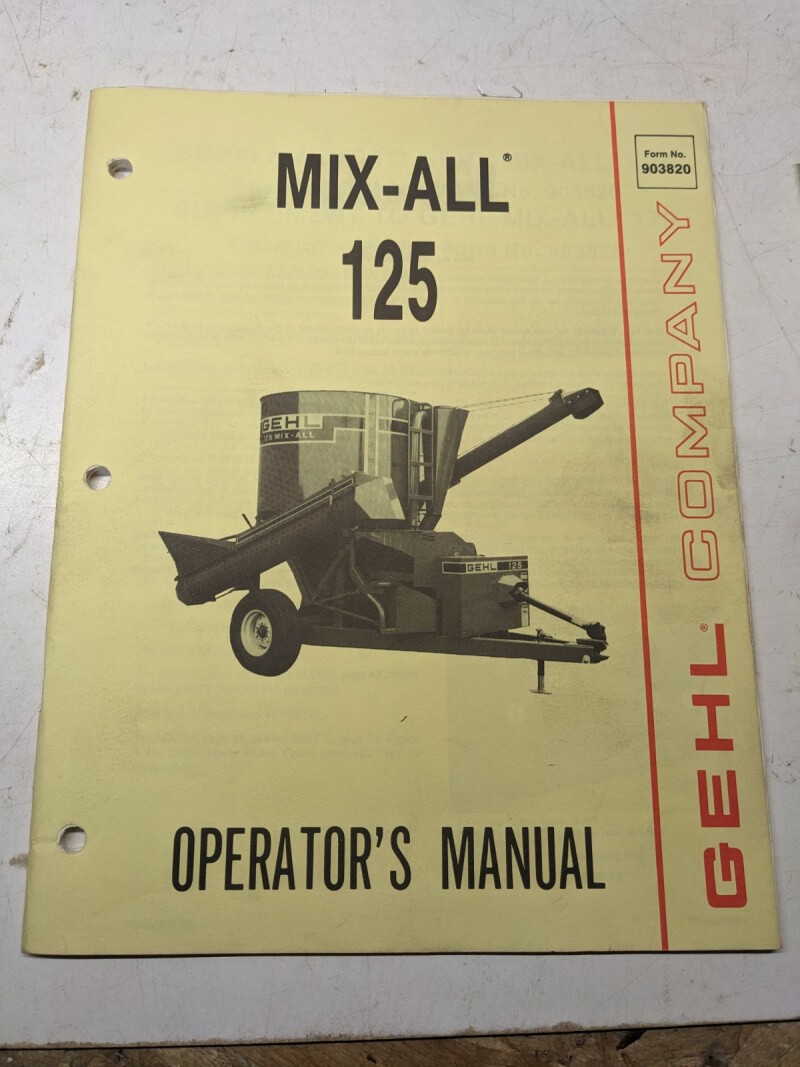 MIX-ALL®
125
Form No.
903820
GEHL
125 MIX-ALL
GEHL 125
OPERATOR'S MANUAL
GEHL® COMPANY